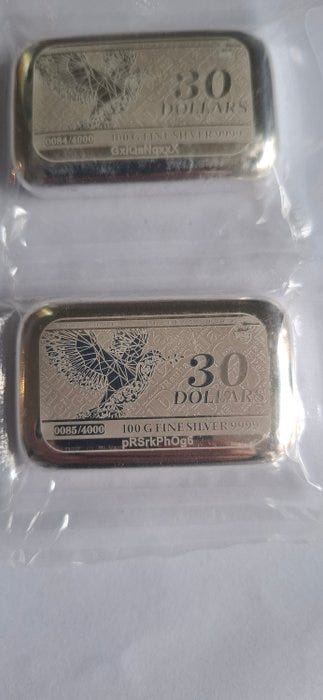 30
DOLLARS
0084/4000 100 G FINE SILVER 9999
30
DOLLARS
0085/4000 100 G FINE SILVER 9999
pRSrkPhOg6